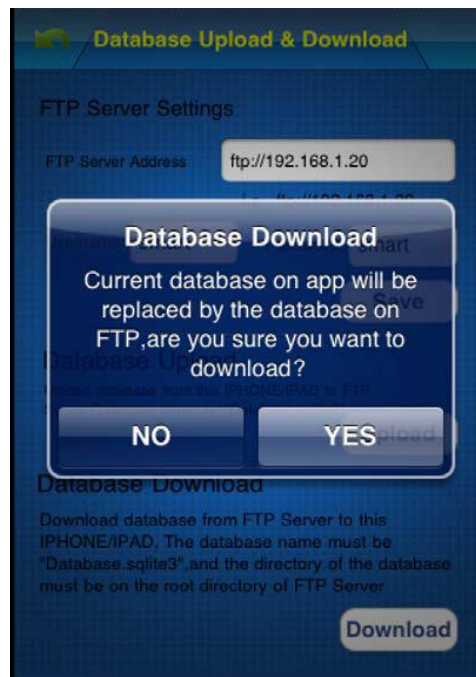 Database Upload & Download
FTP Server Settings
FTP Server Address ftp://192.168.1.20
Database Download
smart
Current database on app will be
replaced by the database on
Save
FTP,are you sure you want to
download?
NO YES
Database Download
Download database from FTP Server to this
IPHONE/IPAD, The database name must be
"Database.sqlite3",and the directory of the database
must be on the root directory of FTP Server
Download